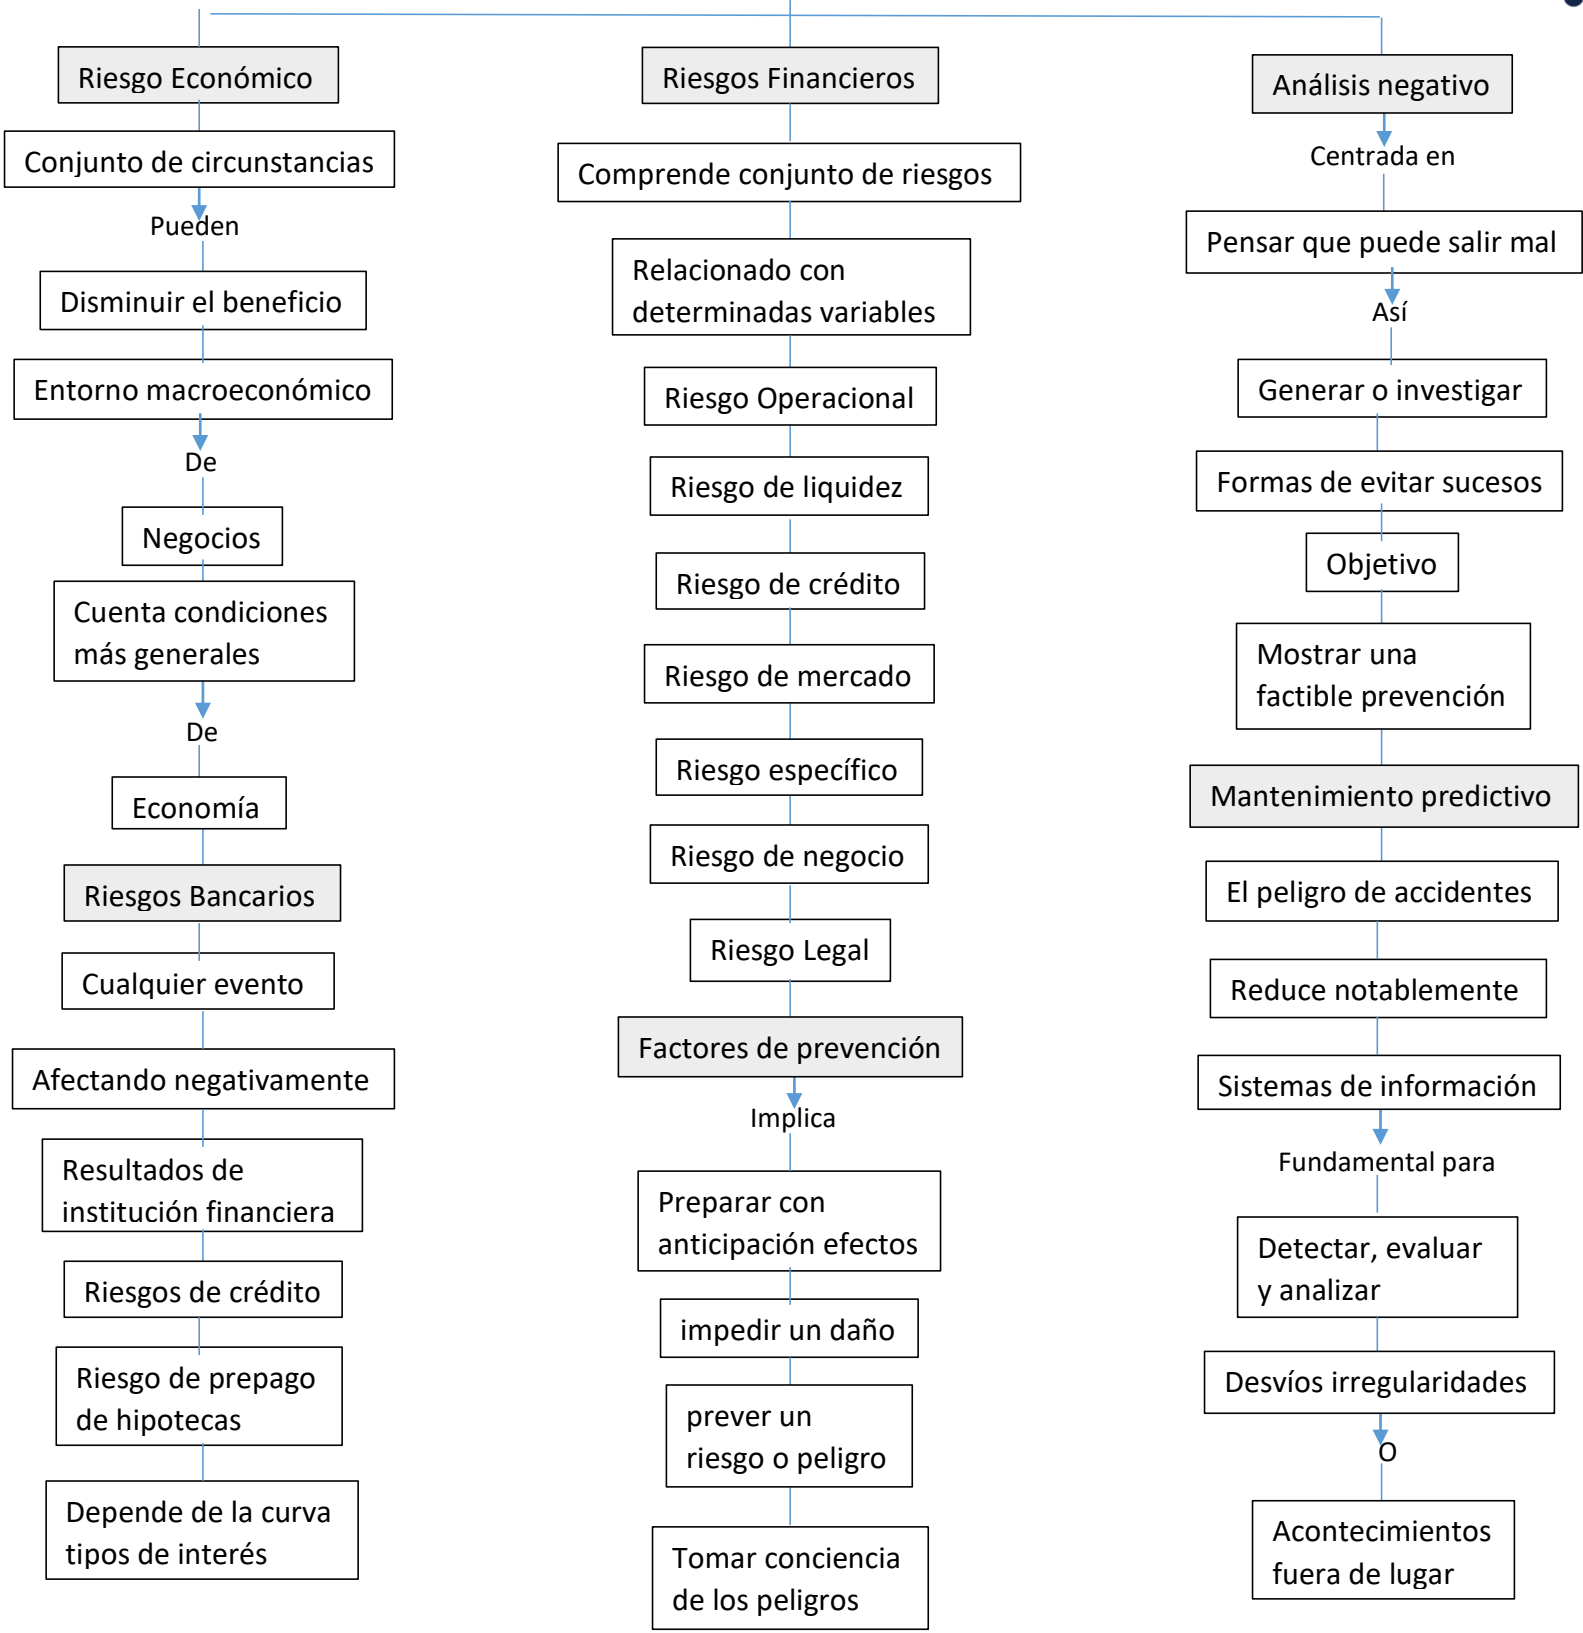 Riesgo Económico
Conjunto de circunstancias
Pueden
Disminuir el beneficio
Entorno macroeconómico
De
Negocios
Cuenta condiciones
más generales
De
Economía
Riesgos Bancarios
Cualquier evento
Afectando negativamente
Resultados de
institución financiera
Riesgos de crédito
Riesgo de prepago
de hipotecas
Depende de la curva
tipos de interés
Riesgos Financieros
Comprende conjunto de riesgos
Relacionado con
determinadas variables
Riesgo Operacional
Riesgo de liquidez
Riesgo de crédito
Riesgo de mercado
Riesgo específico
Riesgo de negocio
Riesgo Legal
Factores de prevención
Implica
Preparar con
anticipación efectos
impedir un daño
prever un
riesgo o peligro
Tomar conciencia
de los peligros
Análisis negativo
Centrada en
Pensar que puede salir mal
Así
Generar o investigar
Formas de evitar sucesos
Objetivo
Mostrar una
factible prevención
Mantenimiento predictivo
El peligro de accidentes
Reduce notablemente
Sistemas de información
Fundamental para
Detectar, evaluar
y analizar
Desvíos irregularidades
O
Acontecimientos
fuera de lugar